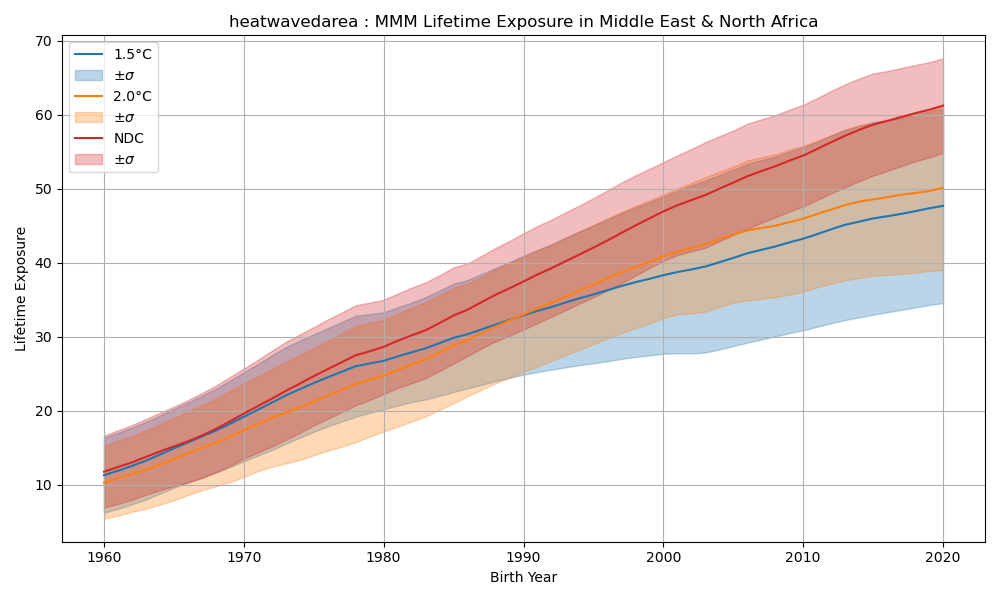 heatwavedarea : MMM Lifetime Exposure in Middle East & North Africa
1.5°C
±σ
2.0°C
±σ
NDC
±σ
70
60
50
40
30
20
10
Lifetime Exposure
1960 1970 1980 1990 2000 2010 2020
Birth Year